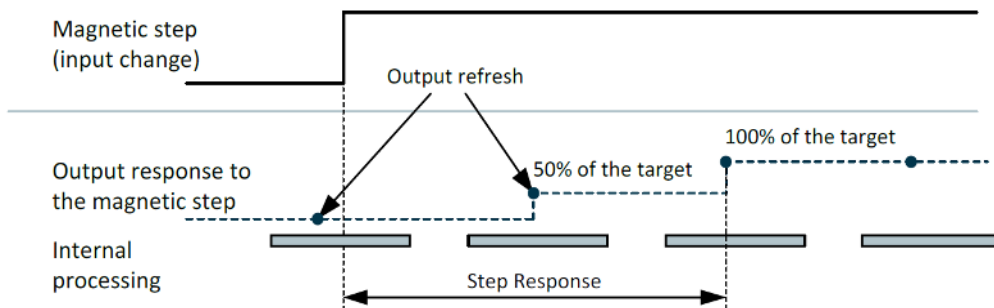 Magnetic step
(input change)
Output refresh
100% of the target
Output response to
the magnetic step
50% of the target
Internal
processing
Step Response